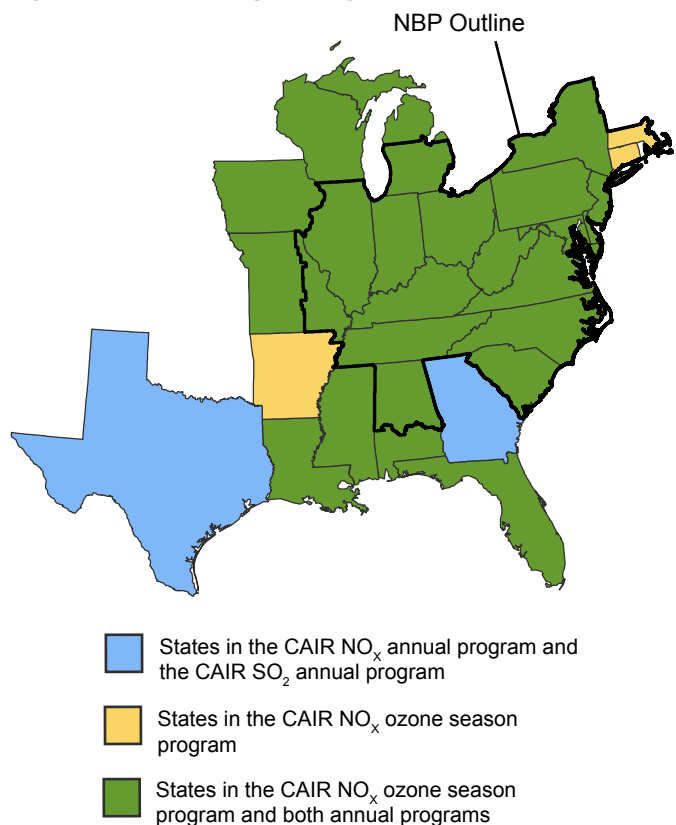 NBP Outline
States in the CAIR NOX annual program and
the CAIR SO2 annual program
States in the CAIR NOX ozone season
program
States in the CAIR NOX ozone season
program and both annual programs